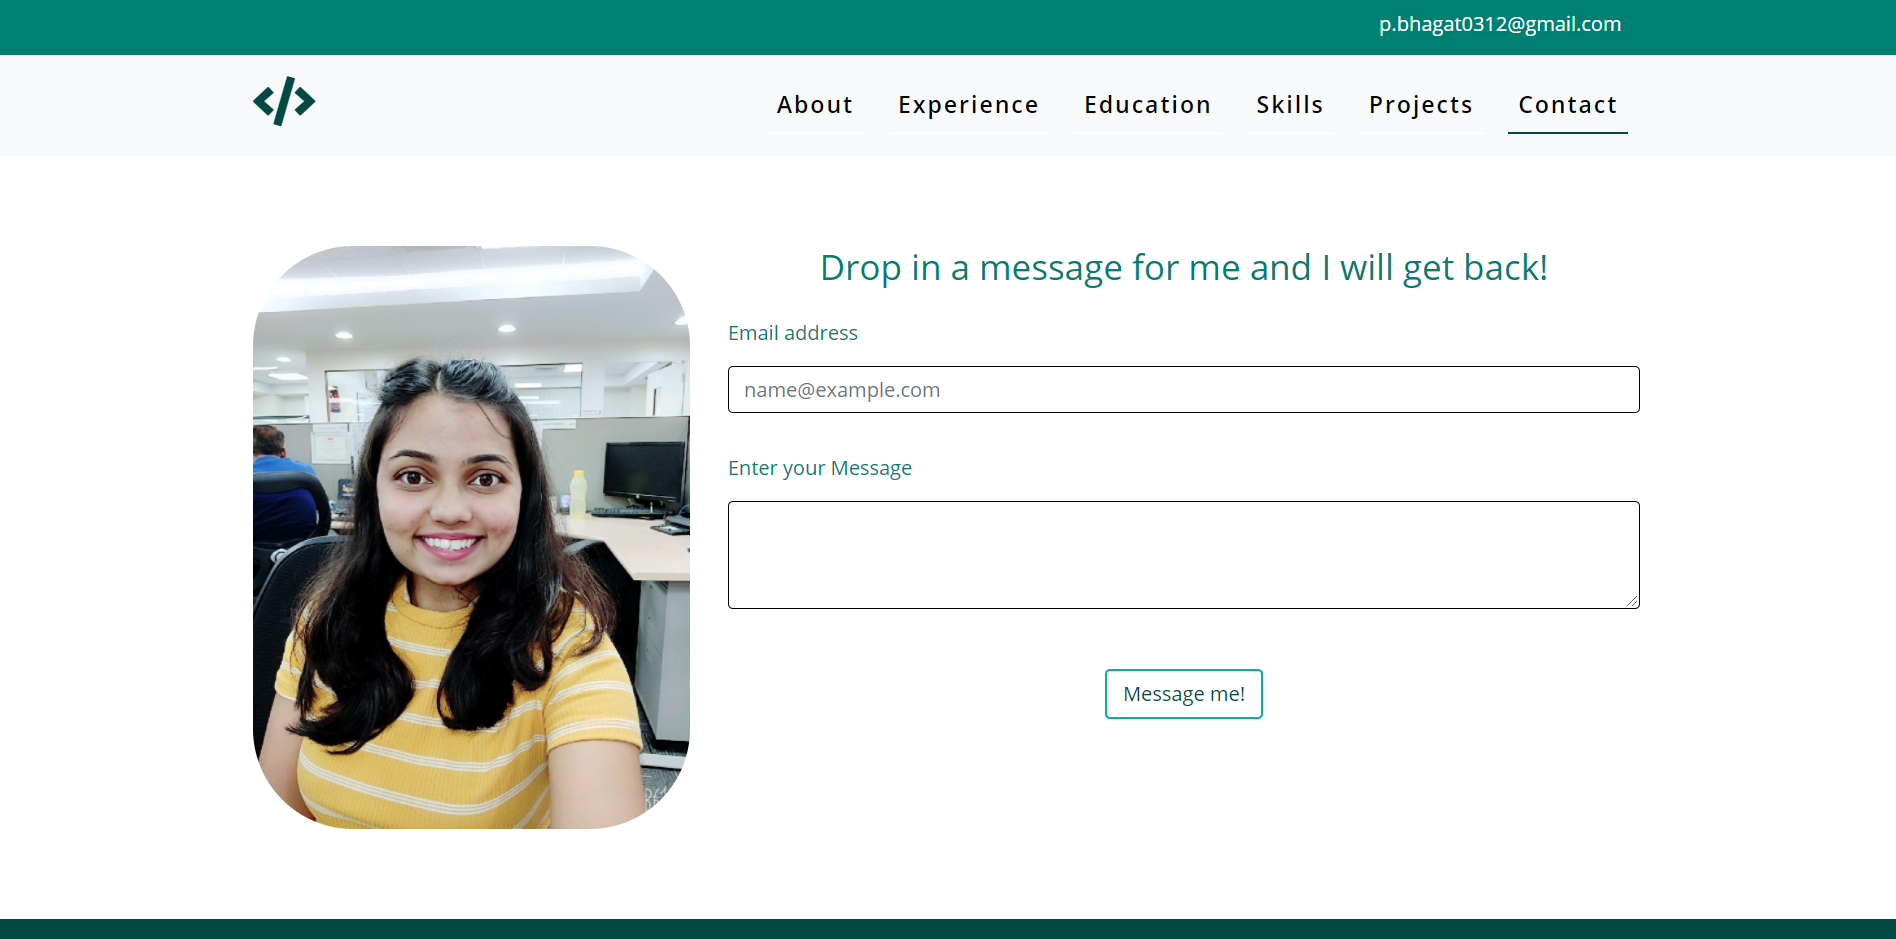 p.bhagat0312@gmail.com
</>
About Experience Education Skills Projects Contact
Drop in a message for me and I will get back!
Email address
name@example.com
Enter your Message
Message me!